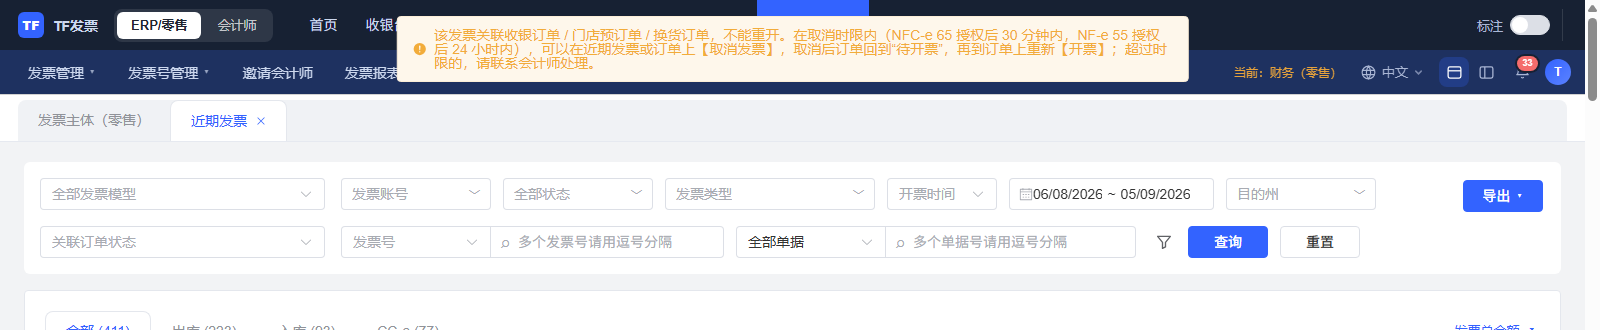 TF TF发票 ERP/零售 会计师 首页 标注
该发票关联收银订单 / 门店预订单 / 换货订单，不能重开。在取消时限内（NFC-e 65 授权后 30 分钟内，NF-e 55 授权
后 24 小时内），可以在近期发票或订单上【取消发票】，取消后订单回到“待开票”，再到订单上重新【开票】；超过时
限的，请联系会计师处理。
发票管理 发票号管理 邀请会计师 发票报表 当前：财务（零售） 中文 33 T
发票主体（零售） 近期发票 ×
全部发票模型 发票账号 全部状态 发票类型 开票时间 06/08/2026 ~ 05/09/2026 目的州 导出
关联订单状态 发票号 多个发票号请用逗号分隔 全部单据 多个单据号请用逗号分隔 查询 重置
全部 (411)